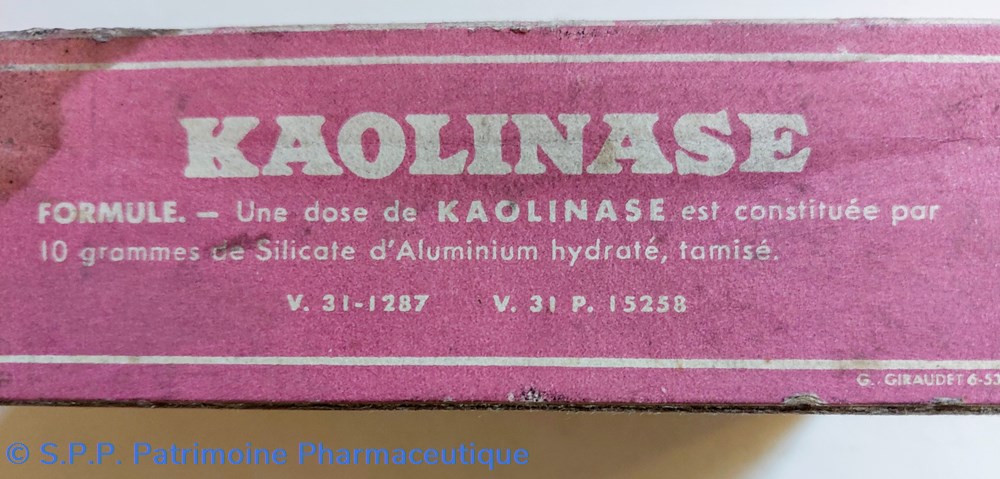 KAOLINASE
FORMULE. — Une dose de KAOLINASE est constituée par
10 grammes de Silicate d'Aluminium hydraté, tamisé.
V. 31-1287 V. 31 P. 15258
G. GIRAUDET 6-53
© S.P.P. Patrimoine Pharmaceutique